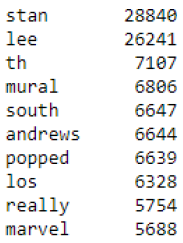 stan 28840
lee 26241
th 7107
mural 6806
south 6647
andrews 6644
popped 6639
los 6328
really 5754
marvel 5688